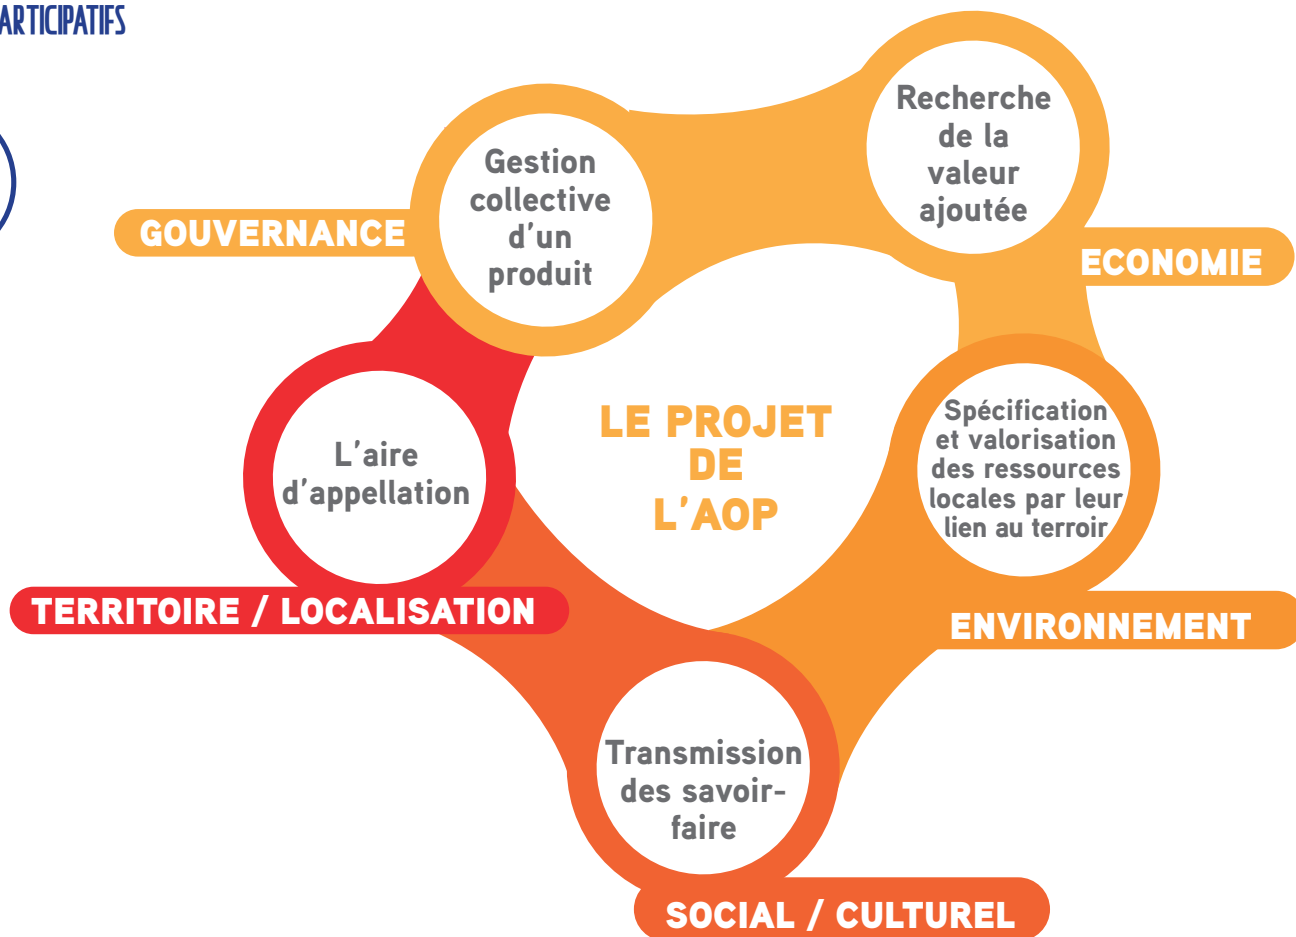 Gestion
collective
d'un
produit
GOUVERNANCE
Recherche
de la
valeur
ajoutée
ECONOMIE
LE PROJET
DE
L'AOP
L'aire
d'appellation
TERRITOIRE / LOCALISATION
Spécification
et valorisation
des ressources
locales par leur
lien au terroir
ENVIRONNEMENT
Transmission
des savoir-
faire
SOCIAL / CULTUREL